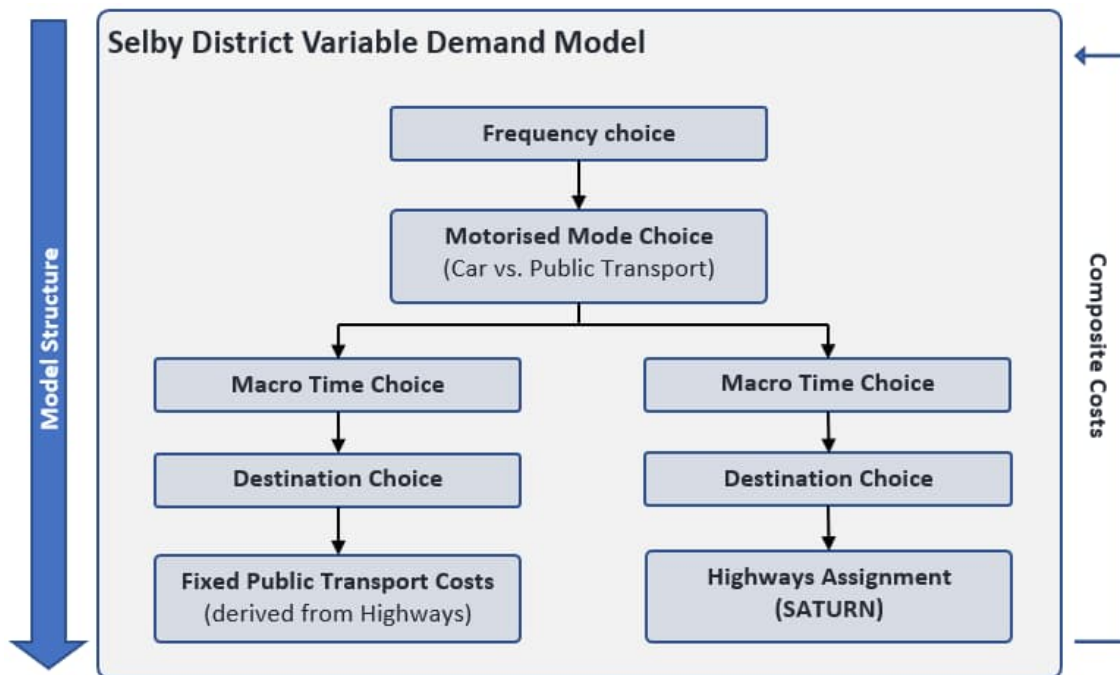 Selby District Variable Demand Model
Frequency choice
Motorised Mode Choice
(Car vs. Public Transport)
Macro Time Choice
Macro Time Choice
Destination Choice
Destination Choice
Fixed Public Transport Costs
(derived from Highways)
Highways Assignment
(SATURN)
Model Structure
Composite Costs